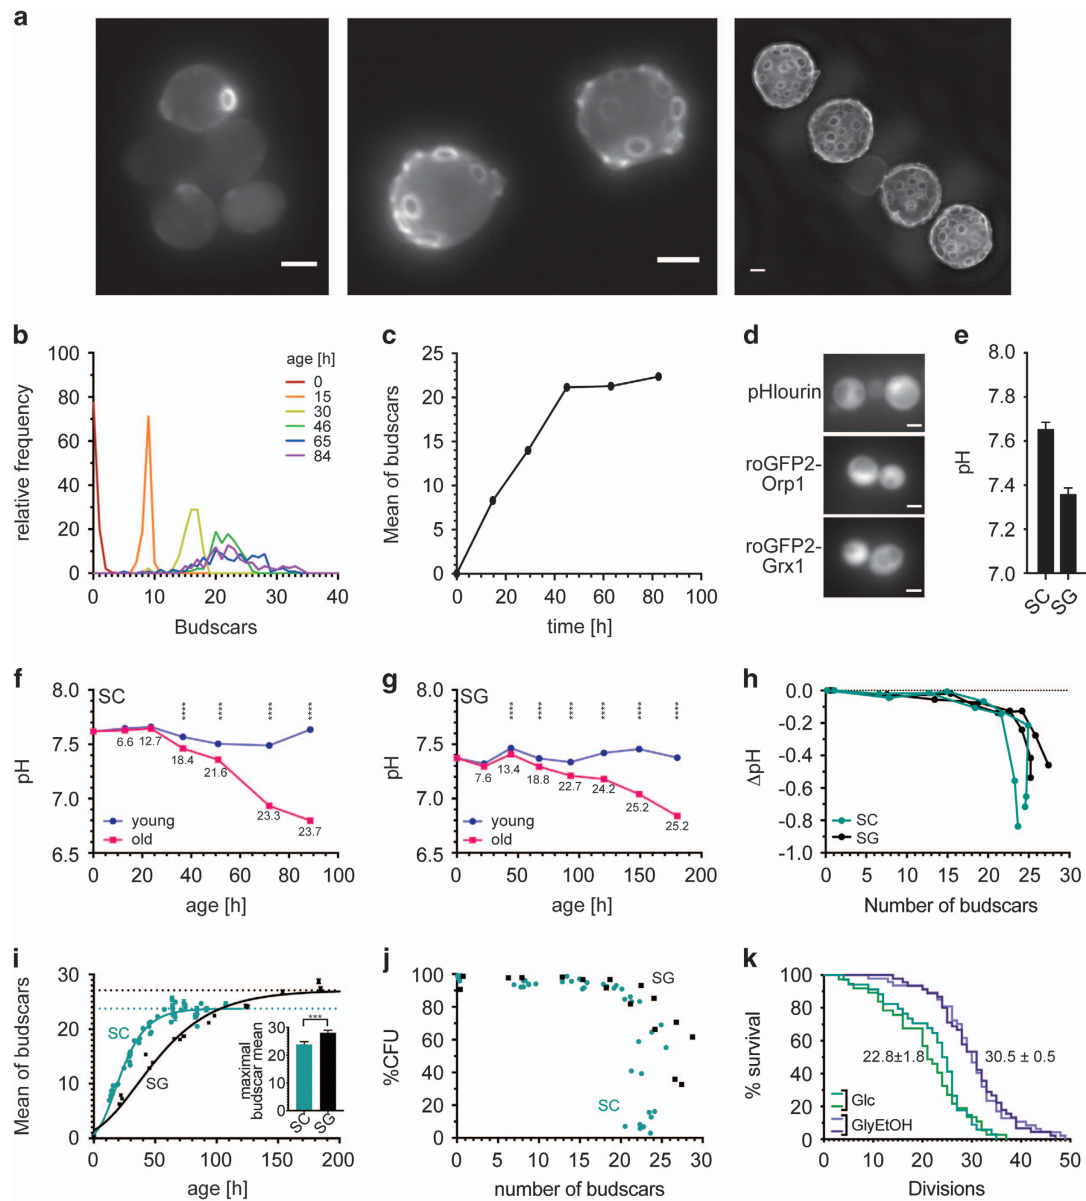 a
b
100
80
60
40
20
0
relative frequency
0 10 20 30 40
Budscars
age [h]
0
15
30
46
65
84
c
25
20
15
10
5
0
Mean of budscars
0 20 40 60 80 100
time [h]
d
pHlourin
roGFP2-
Orp1
roGFP2-
Grx1
e
8.0
7.8
7.6
7.4
7.2
7.0
pH
SC SG
f
SC
8.0
7.5
7.0
6.5
pH
**** **** **** ****
6.6 12.7
18.4
21.6
23.3
23.7
young
old
0 20 40 60 80 100
age [h]
g
SG
8.0
7.5
7.0
6.5
pH
**** **** **** **** **** ****
7.6 13.4
18.8
22.7
24.2
25.2
25.2
young
old
0 50 100 150 200
age [h]
h
0.0
-0.2
-0.4
-0.6
-0.8
-1.0
ΔpH
SC
SG
0 5 10 15 20 25 30
Number of budscars
i
30
20
10
0
Mean of budscars
SC
SG
0 50 100 150 200
age [h]
maximal
budscar mean
30
20
10
0
***
SC SG
j
100
80
60
40
20
0
%CFU
SG
SC
0 5 10 15 20 25 30
number of budscars
k
100
80
60
40
20
0
% survival
22.8±1.8
30.5 ± 0.5
Glc
GlyEtOH
0 10 20 30 40 50
Divisions